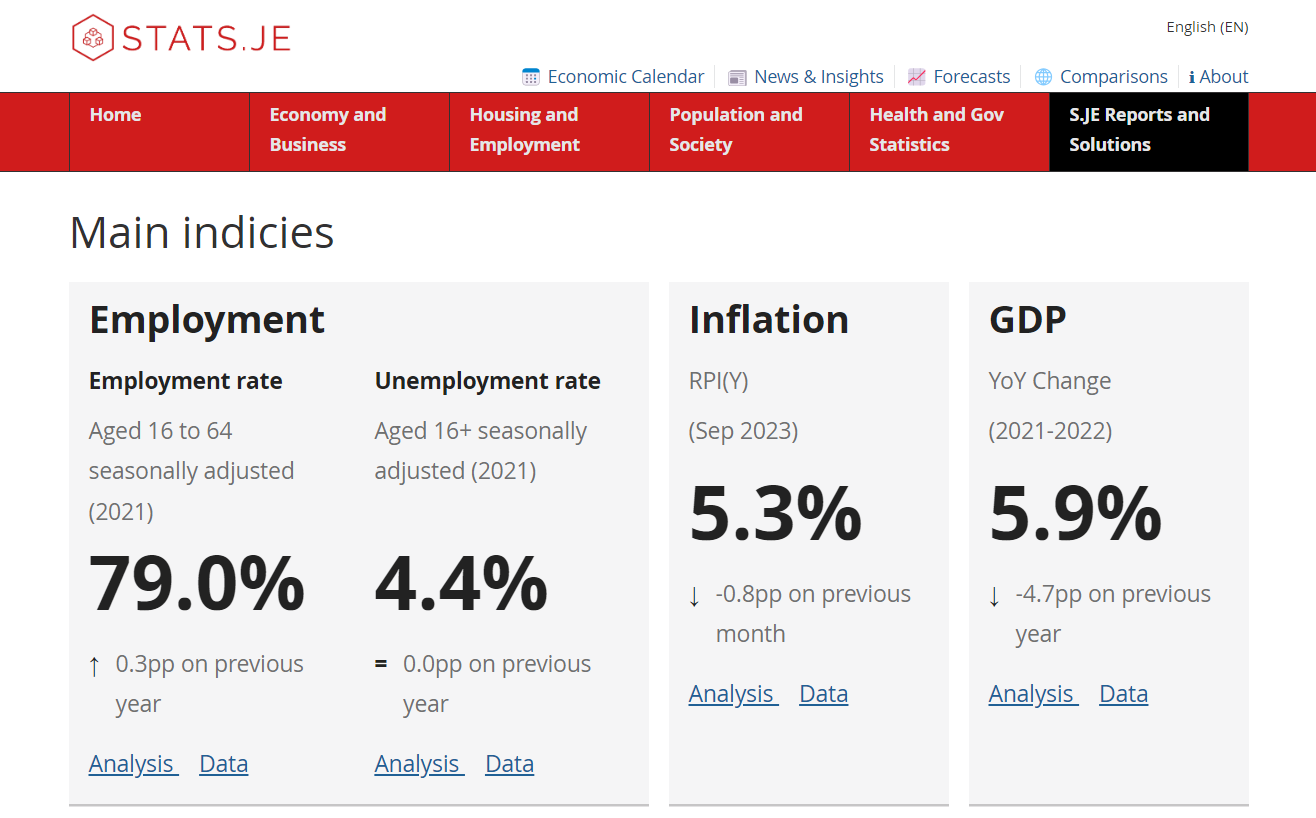 STATS.JE
English (EN)
Economic Calendar
News & Insights
Forecasts
Comparisons
About
Home
Economy and
Business
Housing and
Employment
Population and
Society
Health and Gov
Statistics
S.JE Reports and
Solutions
Main indicies
Employment
Employment rate
Aged 16 to 64
seasonally adjusted
(2021)
79.0%
↑ 0.3pp on previous
year
Analysis Data
Unemployment rate
Aged 16+ seasonally
adjusted (2021)
4.4%
= 0.0pp on previous
year
Analysis Data
Inflation
RPI(Y)
(Sep 2023)
5.3%
↓ -0.8pp on previous
month
Analysis Data
GDP
YoY Change
(2021-2022)
5.9%
↓ -4.7pp on previous
year
Analysis Data